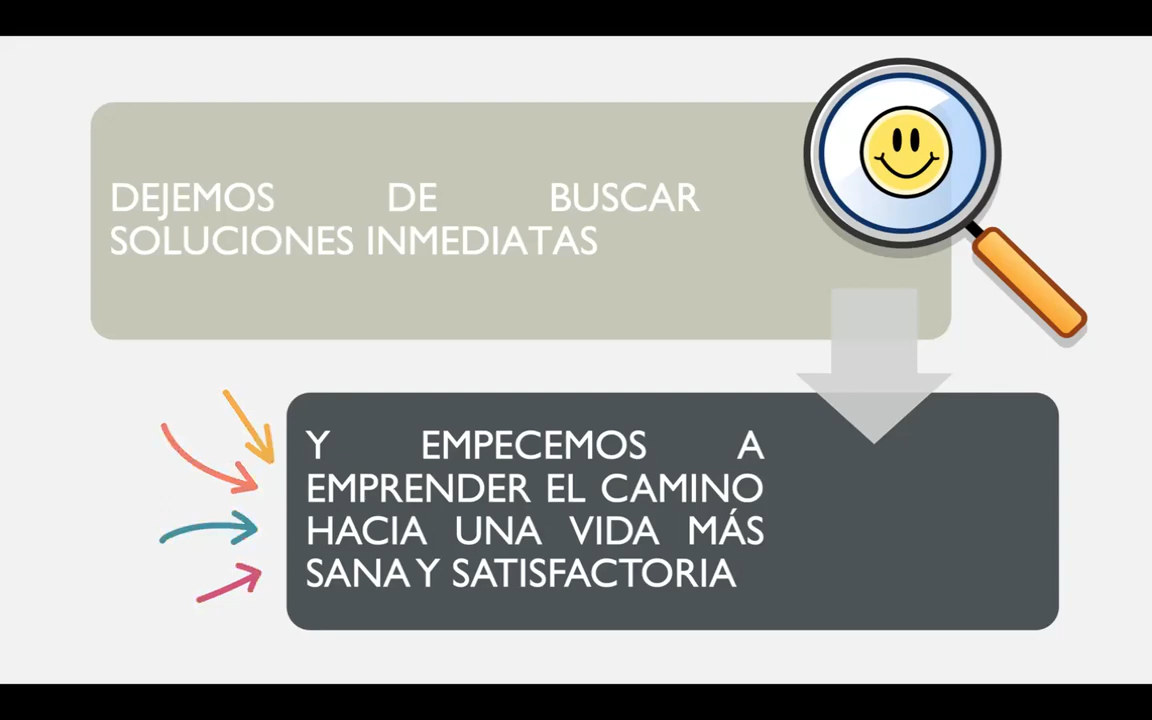 DEJEMOS DE BUSCAR
SOLUCIONES INMEDIATAS
Y EMPECEMOS A
EMPRENDER EL CAMINO
HACIA UNA VIDA MÁS
SANA Y SATISFACTORIA